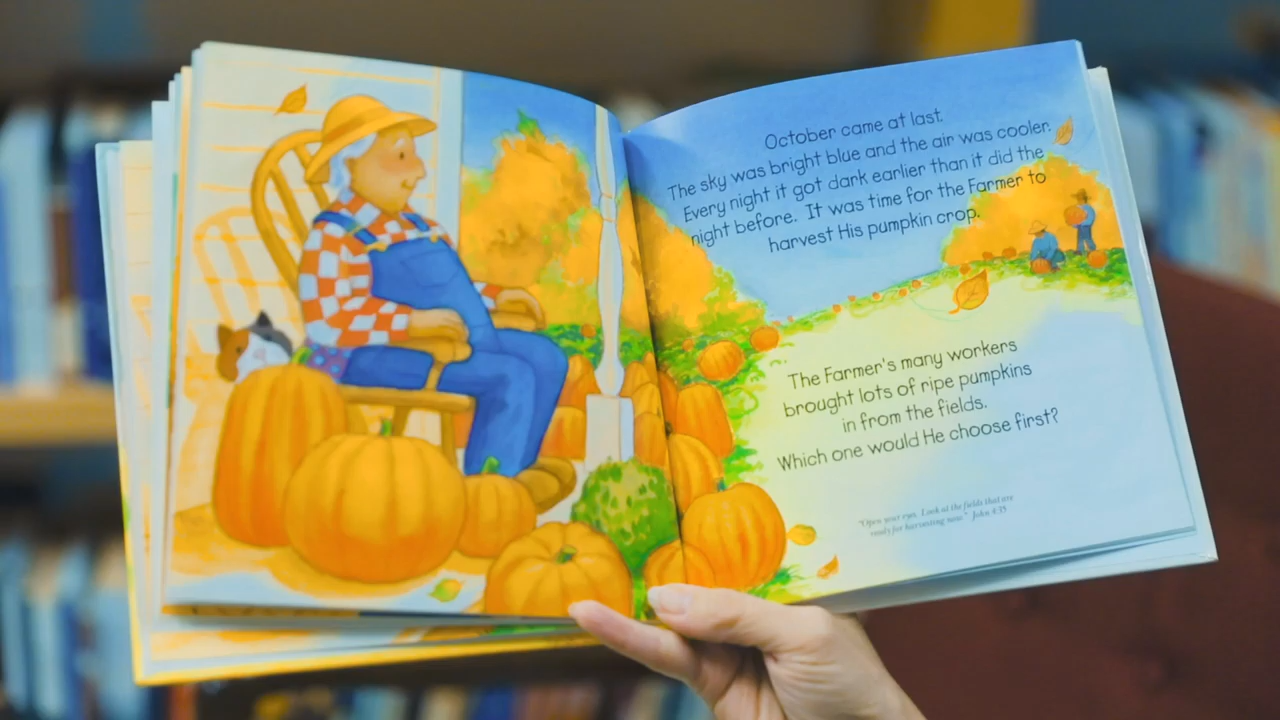 October came at last.
The sky was bright blue and the air was cooler.
Every night it got dark earlier than it did the
night before. It was time for the Farmer to
harvest His pumpkin crop.
The Farmer's many workers
brought lots of ripe pumpkins
in from the fields.
Which one would He choose first?
"Open your eyes. Look at the fields that are
ready for harvesting now." John 4:35